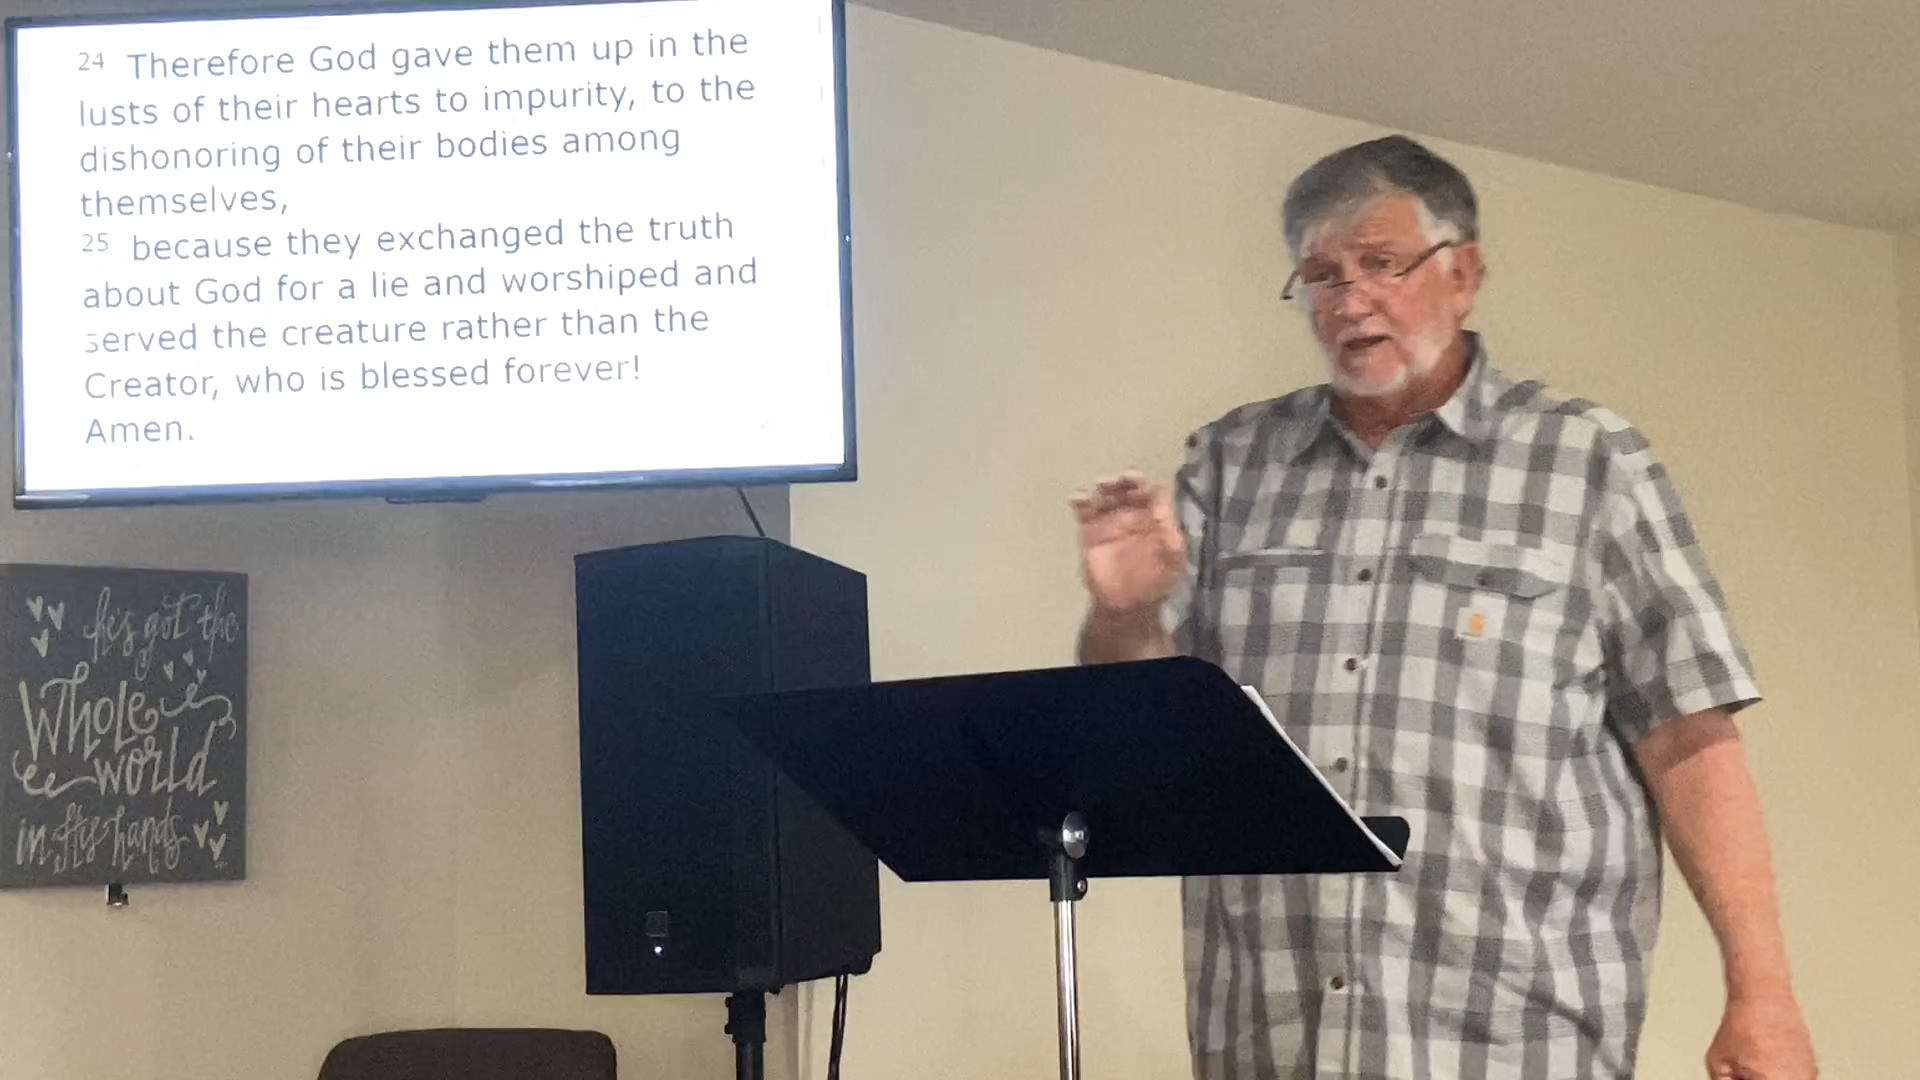 24 Therefore God gave them up in the
lusts of their hearts to impurity, to the
dishonoring of their bodies among
themselves,
25 because they exchanged the truth
about God for a lie and worshiped and
served the creature rather than the
Creator, who is blessed forever!
Amen.
He's got the
Whole
world
in His hands